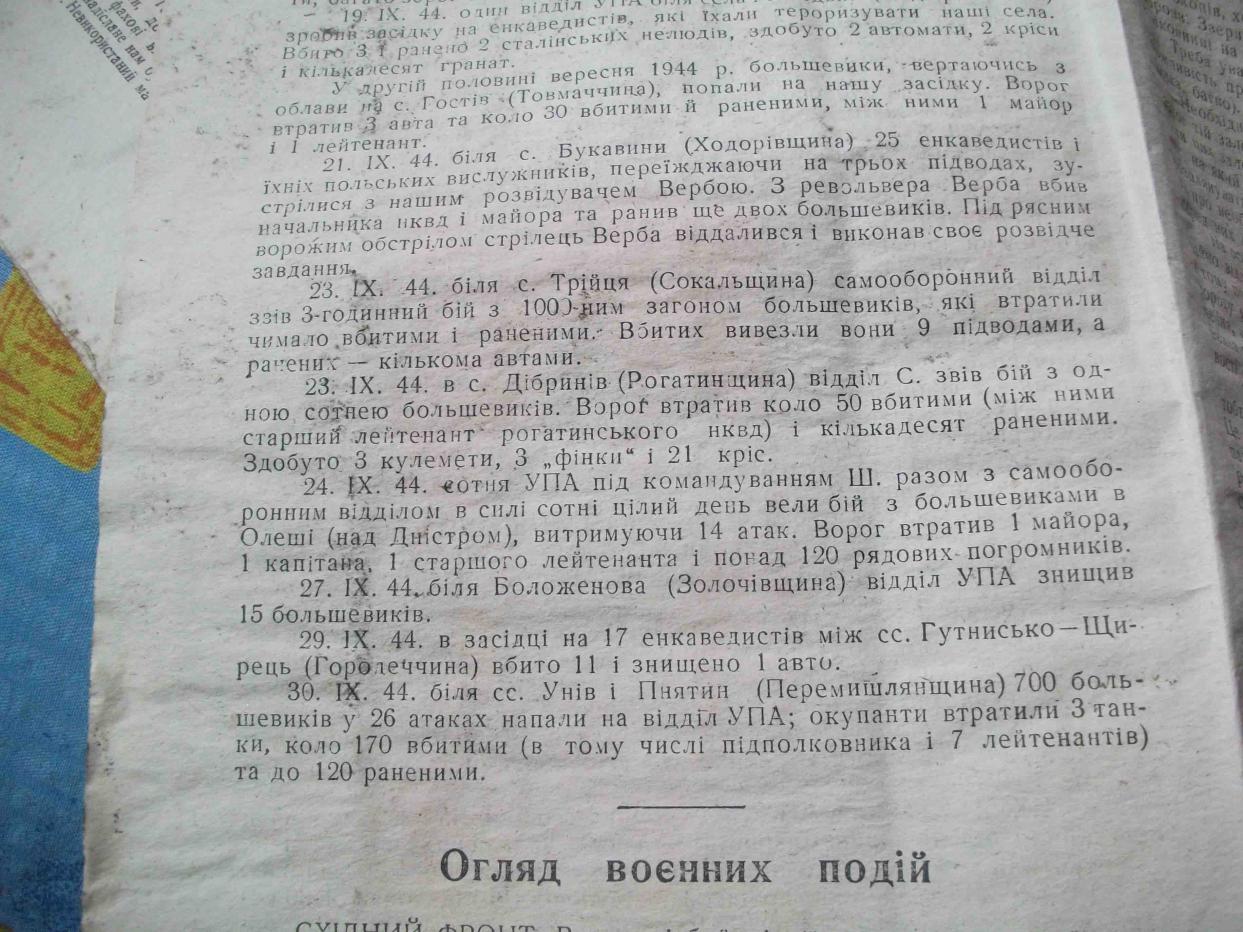 фахові
Невикористаний
– 19. IX. 44. один відділ УПА біля села
зробив засідку на енкаведистів, які їхали тероризувати наші села.
Вбито 3 і ранено 2 сталінських нелюдів, здобуто 2 автомати, 2 кріси
і кількадесят гранат.
У другій половині вересня 1944 р. большевики, вертаючись з
облави на с. Гостів (Товмаччина), попали на нашу засідку. Ворог
втратив 3 авта та коло 30 вбитими й раненими, між ними 1 майор
і 1 лейтенант.
21. IX. 44. біля с. Букавини (Ходорівщина) 25 енкаведистів і
їхніх польських вислужників, переїжджаючи на трьох підводах, зу-
стрілися з нашим розвідувачем Вербою. З револьвера Верба вбив
начальника нквд і майора та ранив ще двох большевиків. Під рясним
ворожим обстрілом стрілець Верба віддалився і виконав своє розвідче
завдання.
23. IX. 44. біля с. Трійця (Сокальщина) самооборонний відділ
ззів 3-годинний бій з 1000-ним загоном большевиків, які втратили
чимало вбитими і раненими. Вбитих вивезли вони 9 підводами, а
ранених — кількома автами.
23. IX. 44. в с. Дібринів (Рогатинщина) відділ С. звів бій з од-
ною сотнею большевиків. Ворог втратив коло 50 вбитими (між ними
старший лейтенант рогатинського нквд) і кількадесят раненими.
Здобуто 3 кулемети, 3 „фінки“ і 21 кріс.
24. IX. 44. сотня УПА під командуванням Ш. разом з самообо-
ронним відділом в силі сотні цілий день вели бій з большевиками в
Олеші (над Дністром), витримуючи 14 атак. Ворог втратив 1 майора,
1 капітана, 1 старшого лейтенанта і понад 120 рядових погромників.
27. IX. 44. біля Боложенова (Золочівщина) відділ УПА знищив
15 большевиків.
29. IX. 44. в засідці на 17 енкаведистів між сс. Гутнисько—Щи-
рець (Городеччина) вбито 11 і знищено 1 авто.
30. IX. 44. біля сс. Унів і Пнятин (Перемишлянщина) 700 боль-
шевиків у 26 атаках напали на відділ УПА; окупанти втратили 3 тан-
ки, коло 170 вбитими (в тому числі підполковника і 7 лейтенантів)
та до 120 раненими.
Огляд воєнних подій
СХІДНИЙ ФРОНТ